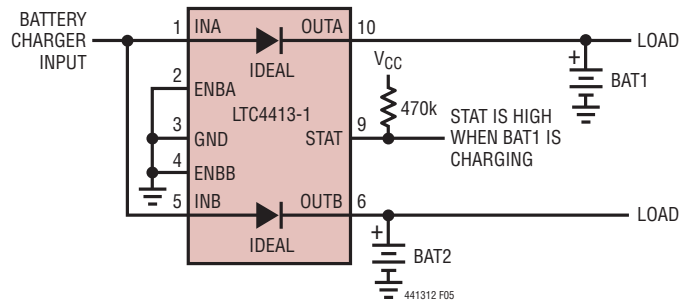 BATTERY
CHARGER
INPUT
1
INA
OUTA
10
LOAD
IDEAL
VCC
+
BAT1
2
ENBA
LTC4413-1
470k
3
GND
STAT
9
STAT IS HIGH
WHEN BAT1 IS
CHARGING
4
ENBB
5
INB
OUTB
6
LOAD
IDEAL
+
BAT2
441312 F05